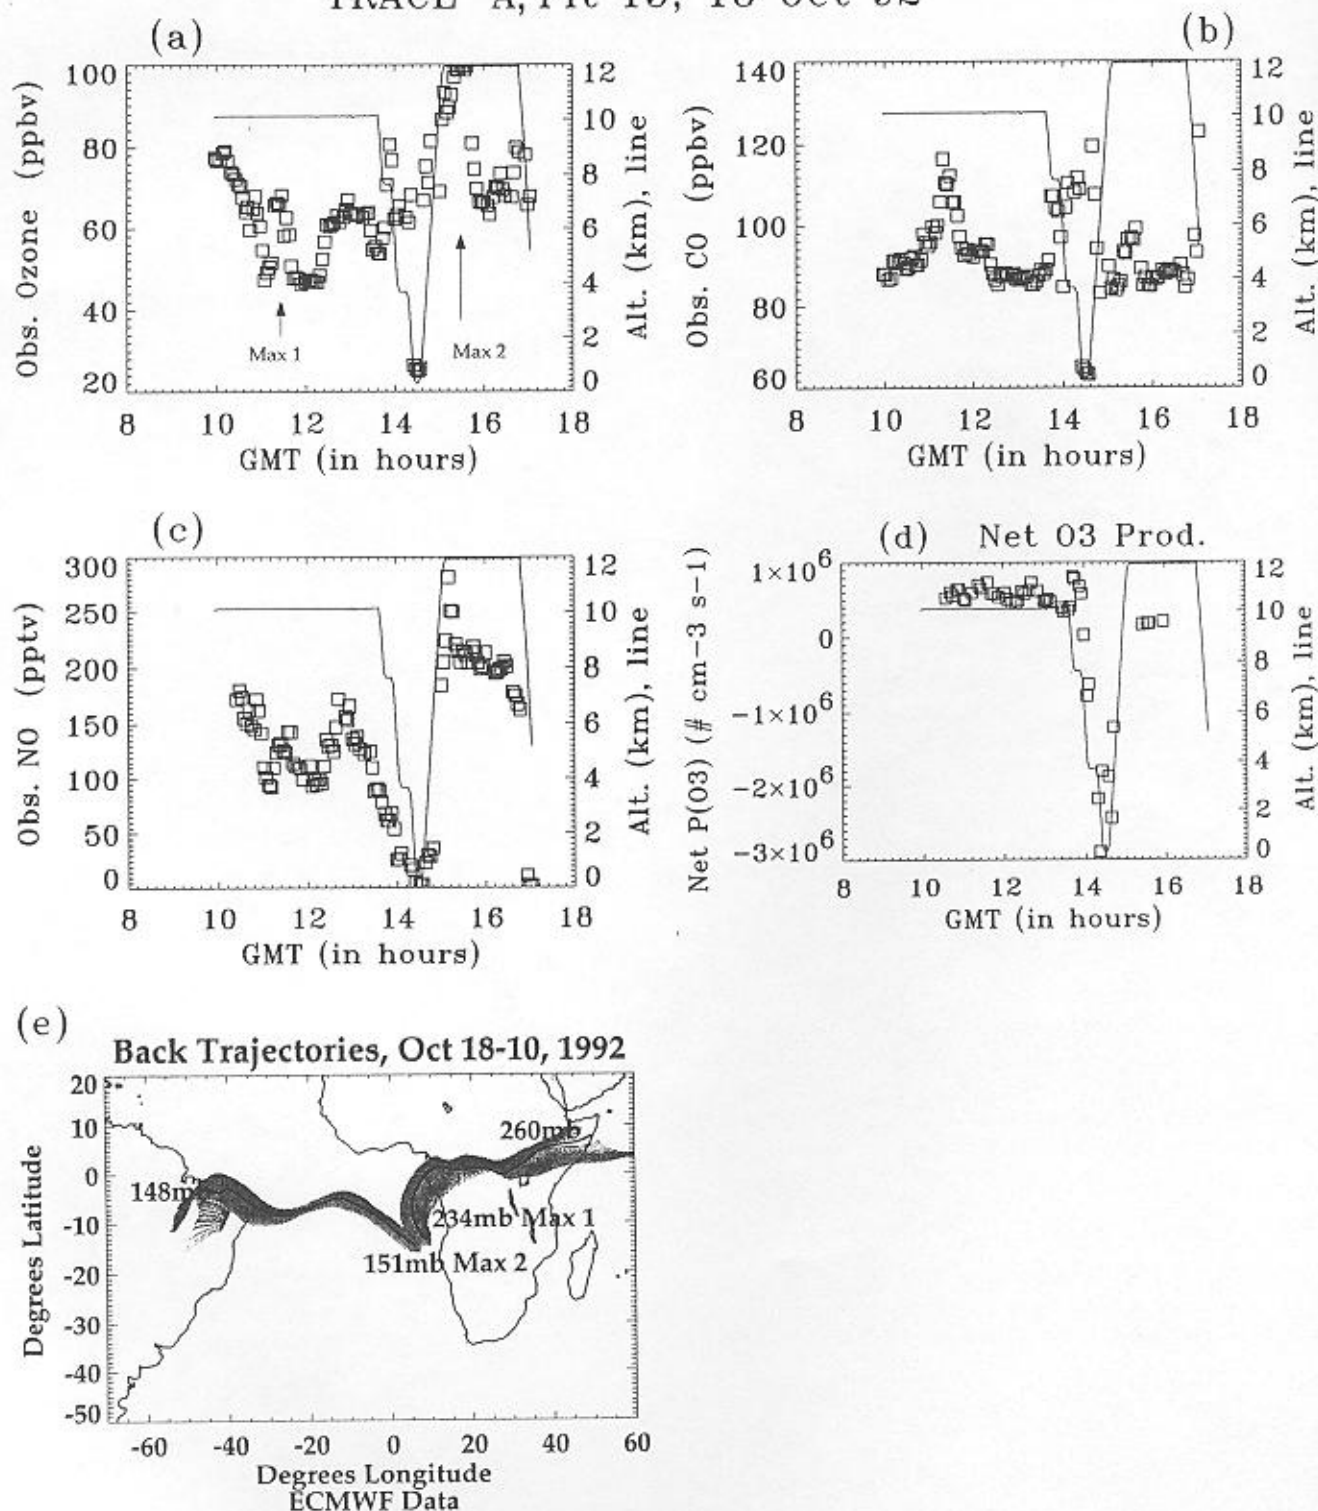 TRACE-A, Flt 15, 18 Oct 92
(a)
(b)
Obs. Ozone (ppbv)
100
80
60
40
20
8 10 12 14 16 18
GMT (in hours)
12
10
8
6
4
2
0
Alt. (km), line
Max 1
Max 2
Obs. CO (ppbv)
140
120
100
80
60
8 10 12 14 16 18
GMT (in hours)
12
10
8
6
4
2
0
Alt. (km), line
(c)
Obs. NO (pptv)
300
250
200
150
100
50
0
8 10 12 14 16 18
GMT (in hours)
12
10
8
6
4
2
0
Alt. (km), line
(d) Net O3 Prod.
Net P(O3) (# cm-3 s-1)
1×10⁶
0
-1×10⁶
-2×10⁶
-3×10⁶
8 10 12 14 16 18
GMT (in hours)
12
10
8
6
4
2
0
Alt. (km), line
(e)
Back Trajectories, Oct 18-10, 1992
Degrees Latitude
20
10
0
-10
-20
-30
-40
-50
260mb
148m
234mb Max 1
151mb Max 2
-60 -40 -20 0 20 40 60
Degrees Longitude
ECMWF Data